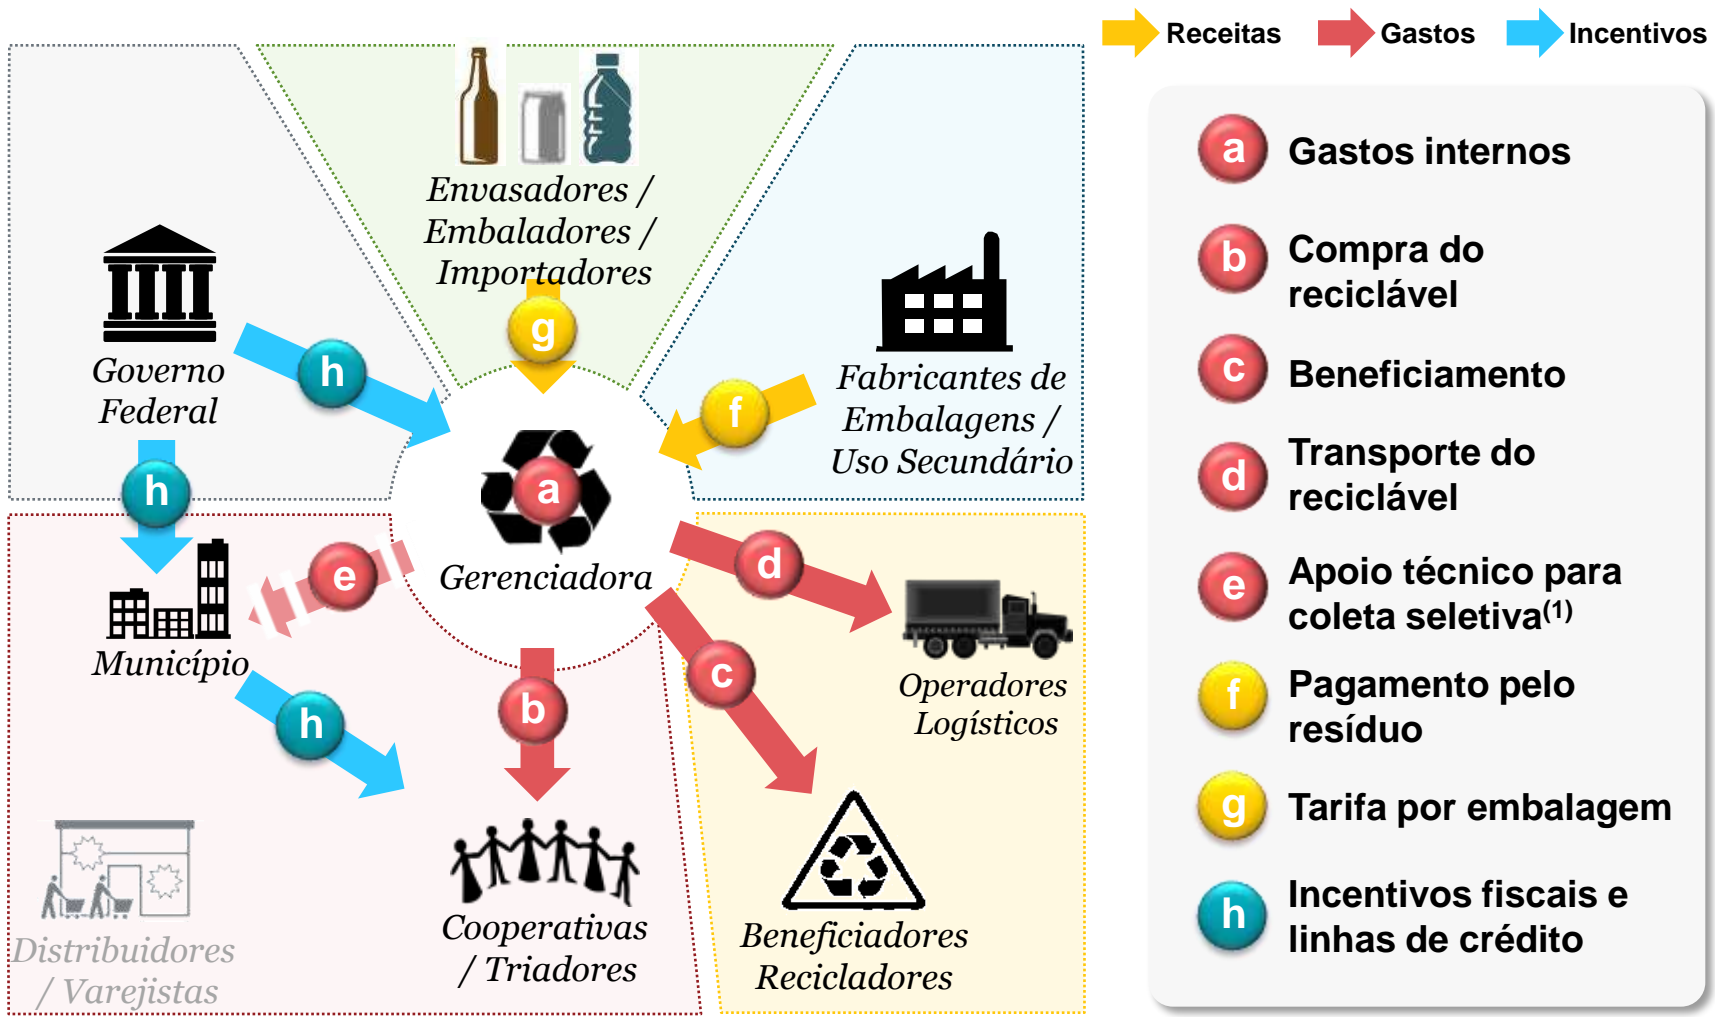 Receitas
Gastos
Incentivos
Envasadores /
Embaladores /
Importadores
g
Governo
Federal
h
h
Fabricantes de
Embalagens /
Uso Secundário
f
a
Gerenciadora
Município
e
h
b
c
d
Operadores
Logísticos
Distribuidores
/ Varejistas
Cooperativas
/ Triadores
Beneficiadores
Recicladores
a Gastos internos
b Compra do
reciclável
c Beneficiamento
d Transporte do
reciclável
e Apoio técnico para
coleta seletiva(1)
f Pagamento pelo
resíduo
g Tarifa por embalagem
h Incentivos fiscais e
linhas de crédito